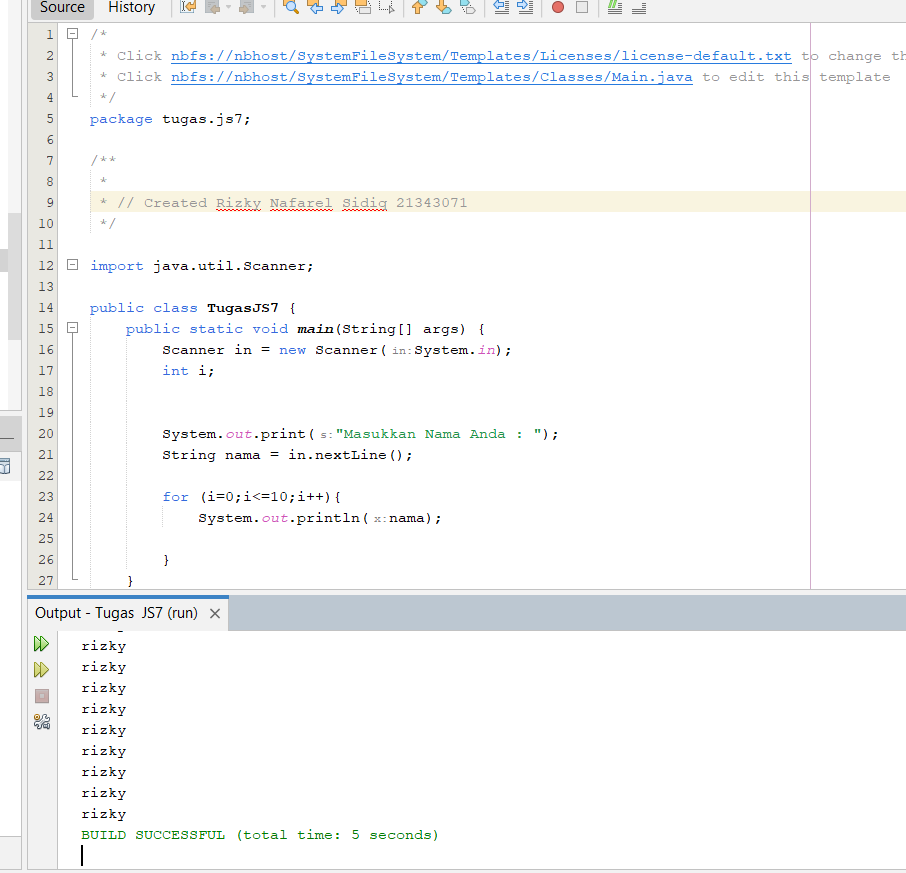 Source History
1 /*
2 * Click nbfs://nbhost/SystemFileSystem/Templates/Licenses/license-default.txt to change th
3 * Click nbfs://nbhost/SystemFileSystem/Templates/Classes/Main.java to edit this template
4 */
5 package tugas.js7;
6
7 /**
8 *
9 * // Created Rizky Nafarel Sidiq 21343071
10 */
11
12 import java.util.Scanner;
13
14 public class TugasJS7 {
15 public static void main(String[] args) {
16 Scanner in = new Scanner( in: System.in);
17 int i;
18
19
20 System.out.print( s: "Masukkan Nama Anda : ");
21 String nama = in.nextLine();
22
23 for (i=0;i<=10;i++){
24 System.out.println( x: nama);
25
26 }
27 }
Output - Tugas JS7 (run)
rizky
rizky
rizky
rizky
rizky
rizky
rizky
rizky
rizky
BUILD SUCCESSFUL (total time: 5 seconds)